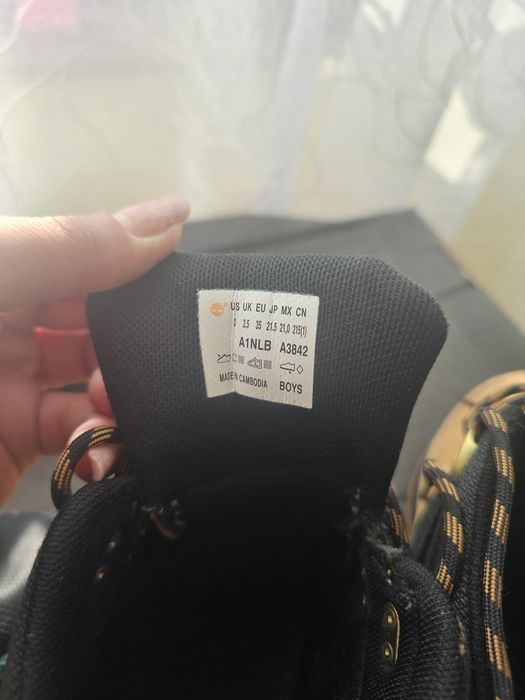 US UK EU JP MX CN
3 2.5 35 21.5 21,0 215(1)
A1NLB A3842
MADE IN CAMBODIA BOYS